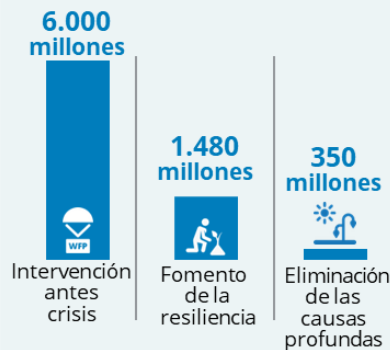 6.000
millones
WFP
Intervención
antes
crisis
1.480
millones
Fomento
de la
resiliencia
350
millones
Eliminación
de las
causas
profundas